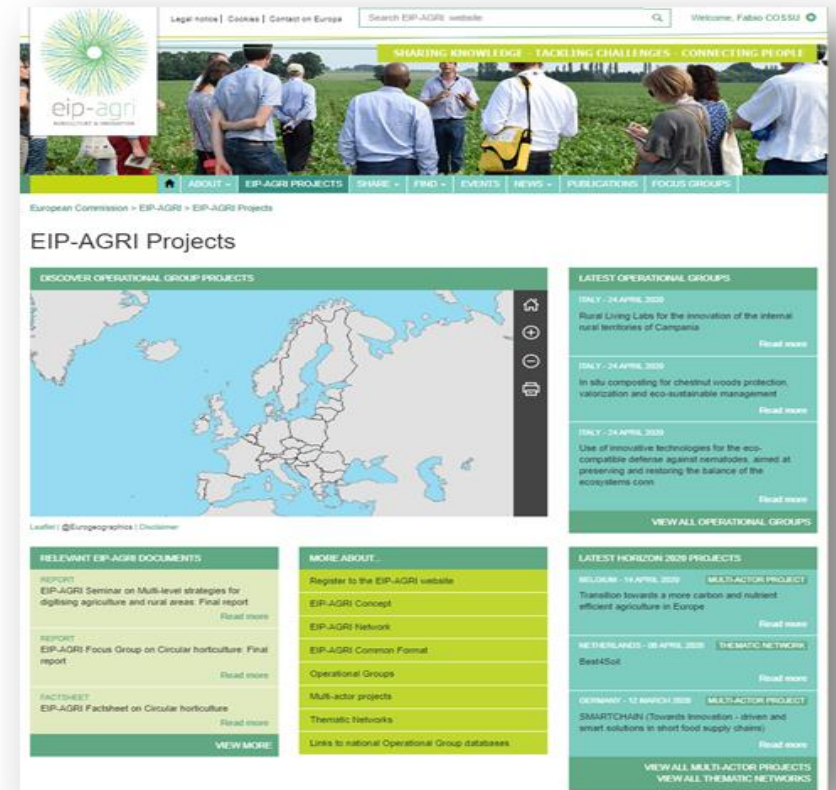 Legal notice | Cookies | Contact on Europa
Search EIP-AGRI website
Welcome, Fabio COSSU
SHARING KNOWLEDGE - TACKLING CHALLENGES - CONNECTING PEOPLE
eip-agri
AGRICULTURE & INNOVATION
ABOUT EIP-AGRI PROJECTS SHARE FIND EVENTS NEWS PUBLICATIONS FOCUS GROUPS
European Commission > EIP-AGRI > EIP-AGRI Projects
EIP-AGRI Projects
DISCOVER OPERATIONAL GROUP PROJECTS
Leaflet | @Eurogeographics | Disclaimer
LATEST OPERATIONAL GROUPS
ITALY - 24 APRIL 2020
Rural Living Labs for the innovation of the internal
rural territories of Campania
Read more
ITALY - 24 APRIL 2020
In situ composting for chestnut woods protection,
valorization and eco-sustainable management
Read more
ITALY - 24 APRIL 2020
Use of innovative technologies for the eco-
compatible defense against nematodes, aimed at
preserving and restoring the balance of the
ecosystems conn
Read more
VIEW ALL OPERATIONAL GROUPS
RELEVANT EIP-AGRI DOCUMENTS
REPORT
EIP-AGRI Seminar on Multi-level strategies for
digitising agriculture and rural areas: Final report
Read more
REPORT
EIP-AGRI Focus Group on Circular horticulture: Final
report
Read more
FACTSHEET
EIP-AGRI Factsheet on Circular horticulture
Read more
VIEW MORE
MORE ABOUT...
Register to the EIP-AGRI website
EIP-AGRI Concept
EIP-AGRI Network
EIP-AGRI Common Format
Operational Groups
Multi-actor projects
Thematic Networks
Links to national Operational Group databases
LATEST HORIZON 2020 PROJECTS
BELGIUM - 14 APRIL 2020 MULTI-ACTOR PROJECT
Transition towards a more carbon and nutrient
efficient agriculture in Europe
Read more
NETHERLANDS - 08 APRIL 2020 THEMATIC NETWORK
Best4Soil
Read more
GERMANY - 12 MARCH 2020 MULTI-ACTOR PROJECT
SMARTCHAIN (Towards Innovation - driven and
smart solutions in short food supply chains)
Read more
VIEW ALL MULTI-ACTOR PROJECTS
VIEW ALL THEMATIC NETWORKS